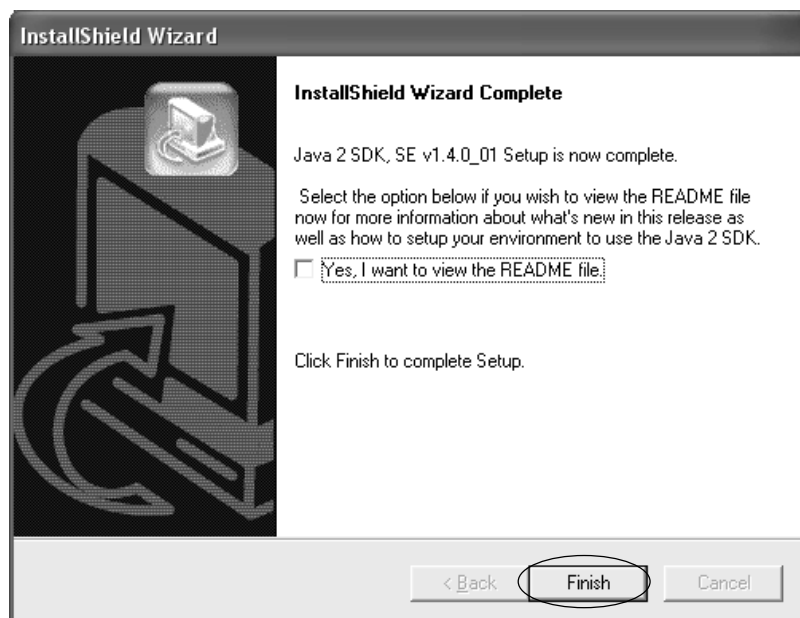 InstallShield Wizard
InstallShield Wizard Complete
Java 2 SDK, SE v1.4.0_01 Setup is now complete.
Select the option below if you wish to view the README file
now for more information about what's new in this release as
well as how to setup your environment to use the Java 2 SDK.
Yes, I want to view the README file.
Click Finish to complete Setup.
< Back Finish Cancel